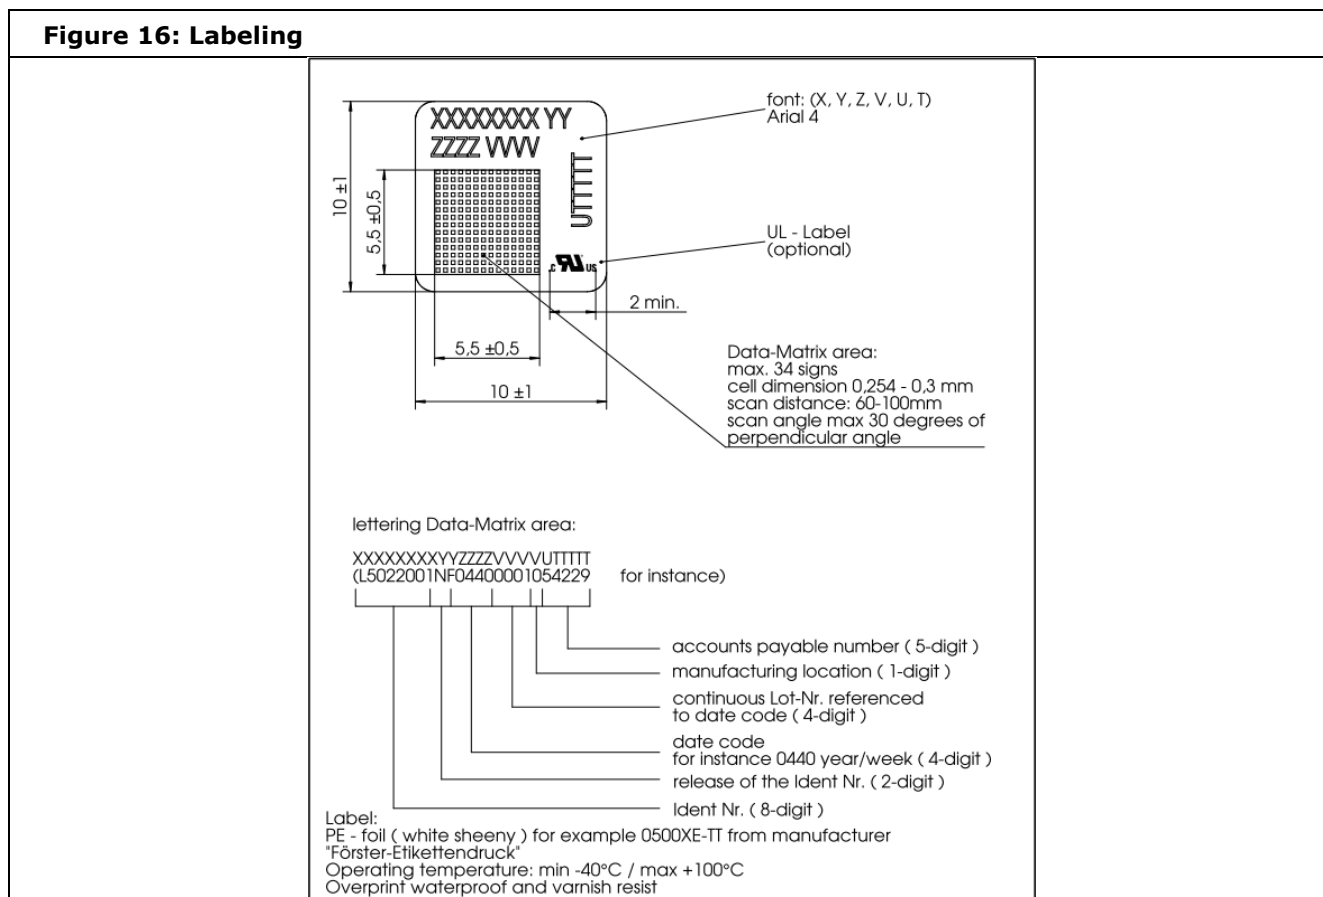 Figure 16: Labeling
XXXXXXXX YY
ZZZZ VVVV
UTTTTT
font: (X, Y, Z, V, U, T)
Arial 4
10 ±1
5,5 ±0,5
UL - Label
(optional)
c RU US
2 min.
5,5 ±0,5
10 ±1
Data-Matrix area:
max. 34 signs
cell dimension 0,254 - 0,3 mm
scan distance: 60-100mm
scan angle max 30 degrees of
perpendicular angle
lettering Data-Matrix area:
XXXXXXXXYYZZZZVVVVUTTTTT
(L5022001NF04400001054229 for instance)
accounts payable number ( 5-digit )
manufacturing location ( 1-digit )
continuous Lot-Nr. referenced
to date code ( 4-digit )
date code
for instance 0440 year/week ( 4-digit )
release of the Ident Nr. ( 2-digit )
Ident Nr. ( 8-digit )
Label:
PE - foil ( white sheeny ) for example 0500XE-TT from manufacturer
"Förster-Etikettendruck"
Operating temperature: min -40°C / max +100°C
Overprint waterproof and varnish resist